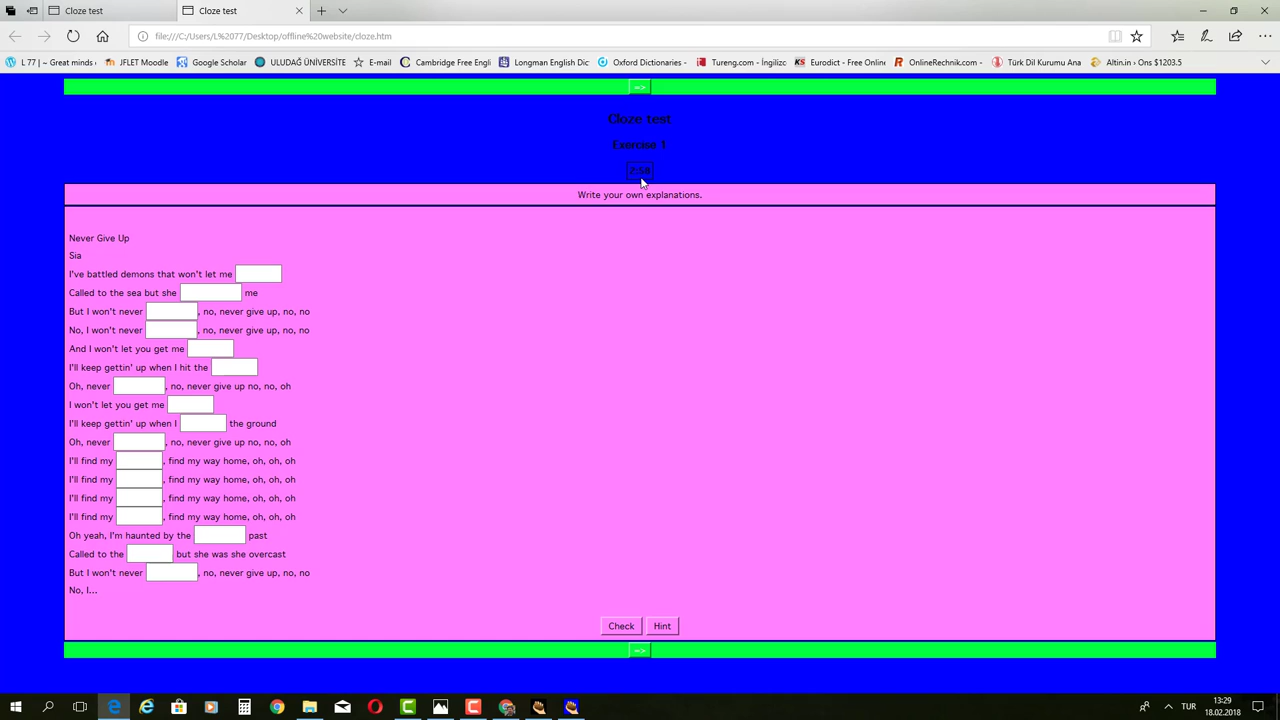 Cloze test
Cloze test
file:///C:/Users/L%2077/Desktop/offline%20website/cloze.htm
L 77 | ~ Great minds
JFLET Moodle
Google Scholar
ULUDAĞ ÜNİVERSİTE
E-mail
Cambridge Free Engli
Longman English Dic
Oxford Dictionaries -
Tureng.com - İngilizc
Eurodict - Free Online
OnlineRechnik.com -
Türk Dil Kurumu Ana
Altin.in › Ons $1203.5
=>
Cloze test
Exercise 1
2:58
Write your own explanations.
Never Give Up
Sia
I've battled demons that won't let me
Called to the sea but she me
But I won't never , no, never give up, no, no
No, I won't never , no, never give up, no, no
And I won't let you get me
I'll keep gettin' up when I hit the
Oh, never , no, never give up no, no, oh
I won't let you get me
I'll keep gettin' up when I the ground
Oh, never , no, never give up no, no, oh
I'll find my , find my way home, oh, oh, oh
I'll find my , find my way home, oh, oh, oh
I'll find my , find my way home, oh, oh, oh
I'll find my , find my way home, oh, oh, oh
Oh yeah, I'm haunted by the past
Called to the but she was she overcast
But I won't never , no, never give up, no, no
No, I...
Check Hint
=>
TUR
13:29
18.02.2018